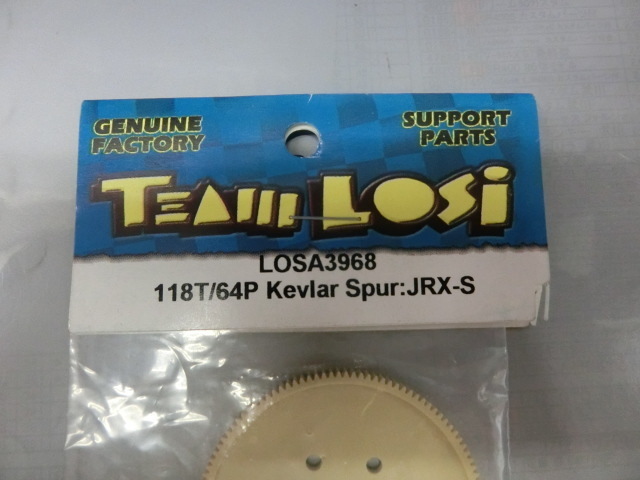 GENUINE FACTORY
SUPPORT PARTS
TEAM LOSi
LOSA3968
118T/64P Kevlar Spur:JRX-S